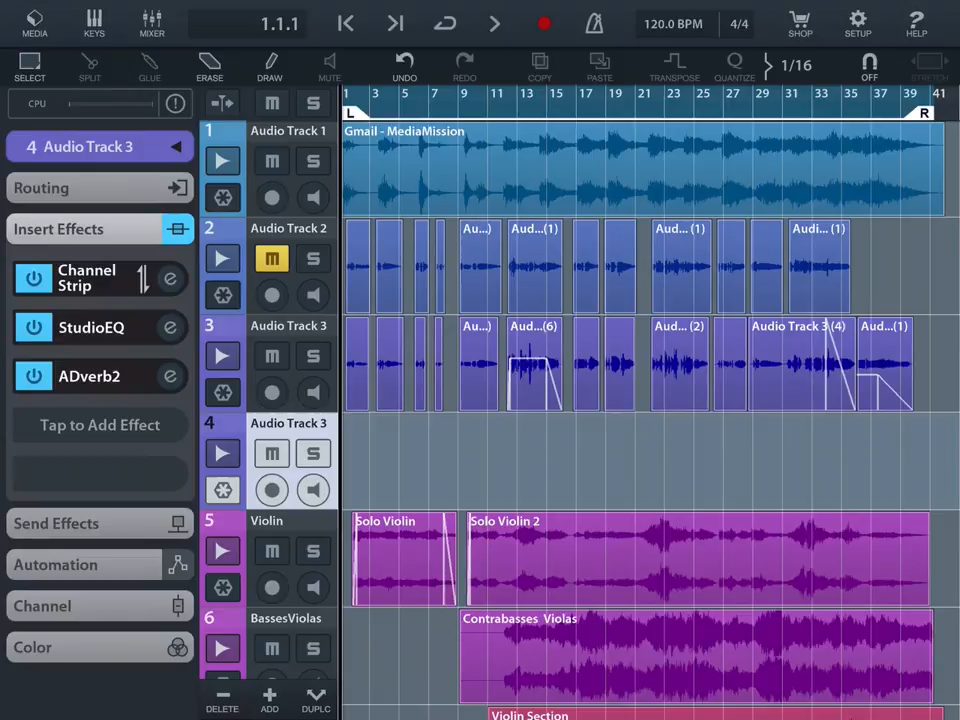 MEDIA KEYS MIXER 1.1.1 120.0 BPM 4/4 SHOP SETUP HELP
SELECT SPLIT GLUE ERASE DRAW MUTE UNDO REDO COPY PASTE TRANSPOSE QUANTIZE 1/16 OFF STRETCH
CPU M S 1 3 5 7 9 11 13 15 17 19 21 23 25 27 29 31 33 35 37 39 41
L R
4 Audio Track 3
1 Audio Track 1 Gmail - MediaMission
M S
Routing
Insert Effects
2 Audio Track 2 Au...) Aud...(1) Aud... (1) Audi... (1)
M S
Channel
Strip
StudioEQ
3 Audio Track 3 Au...) Aud...(6) Aud... (2) Audio Track 3(4) Aud...(1)
M S
ADverb2
Tap to Add Effect
4 Audio Track 3
M S
Send Effects
5 Violin Solo Violin Solo Violin 2
M S
Automation
Channel
6 BassesViolas Contrabasses Violas
M S
Color
DELETE ADD DUPLC
Violin Section